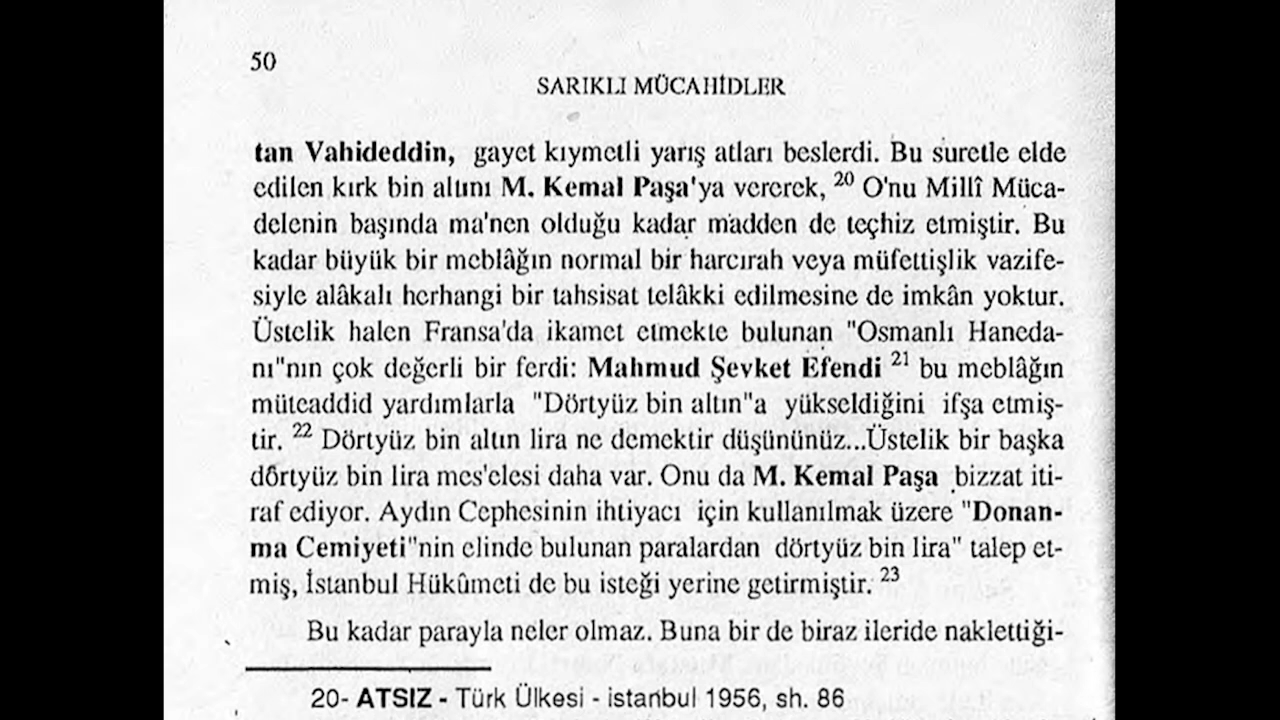 50
SARIKLI MÜCAHİDLER
tan Vahideddin, gayet kıymetli yarış atları beslerdi. Bu suretle elde
edilen kırk bin altını M. Kemal Paşa'ya vererek, 20 O'nu Millî Müca-
delenin başında ma'nen olduğu kadar madden de teçhiz etmiştir. Bu
kadar büyük bir meblâğın normal bir harcırah veya müfettişlik vazife-
siyle alâkalı herhangi bir tahsisat telâkki edilmesine de imkân yoktur.
Üstelik halen Fransa'da ikamet etmekte bulunan "Osmanlı Haneda-
nı"nın çok değerli bir ferdi: Mahmud Şevket Efendi 21 bu meblâğın
müteaddid yardımlarla "Dörtyüz bin altın"a yükseldiğini ifşa etmiş-
tir. 22 Dörtyüz bin altın lira ne demektir düşününüz...Üstelik bir başka
dörtyüz bin lira mes'elesi daha var. Onu da M. Kemal Paşa bizzat iti-
raf ediyor. Aydın Cephesinin ihtiyacı için kullanılmak üzere "Donan-
ma Cemiyeti"nin elinde bulunan paralardan dörtyüz bin lira" talep et-
miş, İstanbul Hükûmeti de bu isteği yerine getirmiştir. 23
Bu kadar parayla neler olmaz. Buna bir de biraz ileride naklettiği-
20- ATSIZ - Türk Ülkesi - istanbul 1956, sh. 86